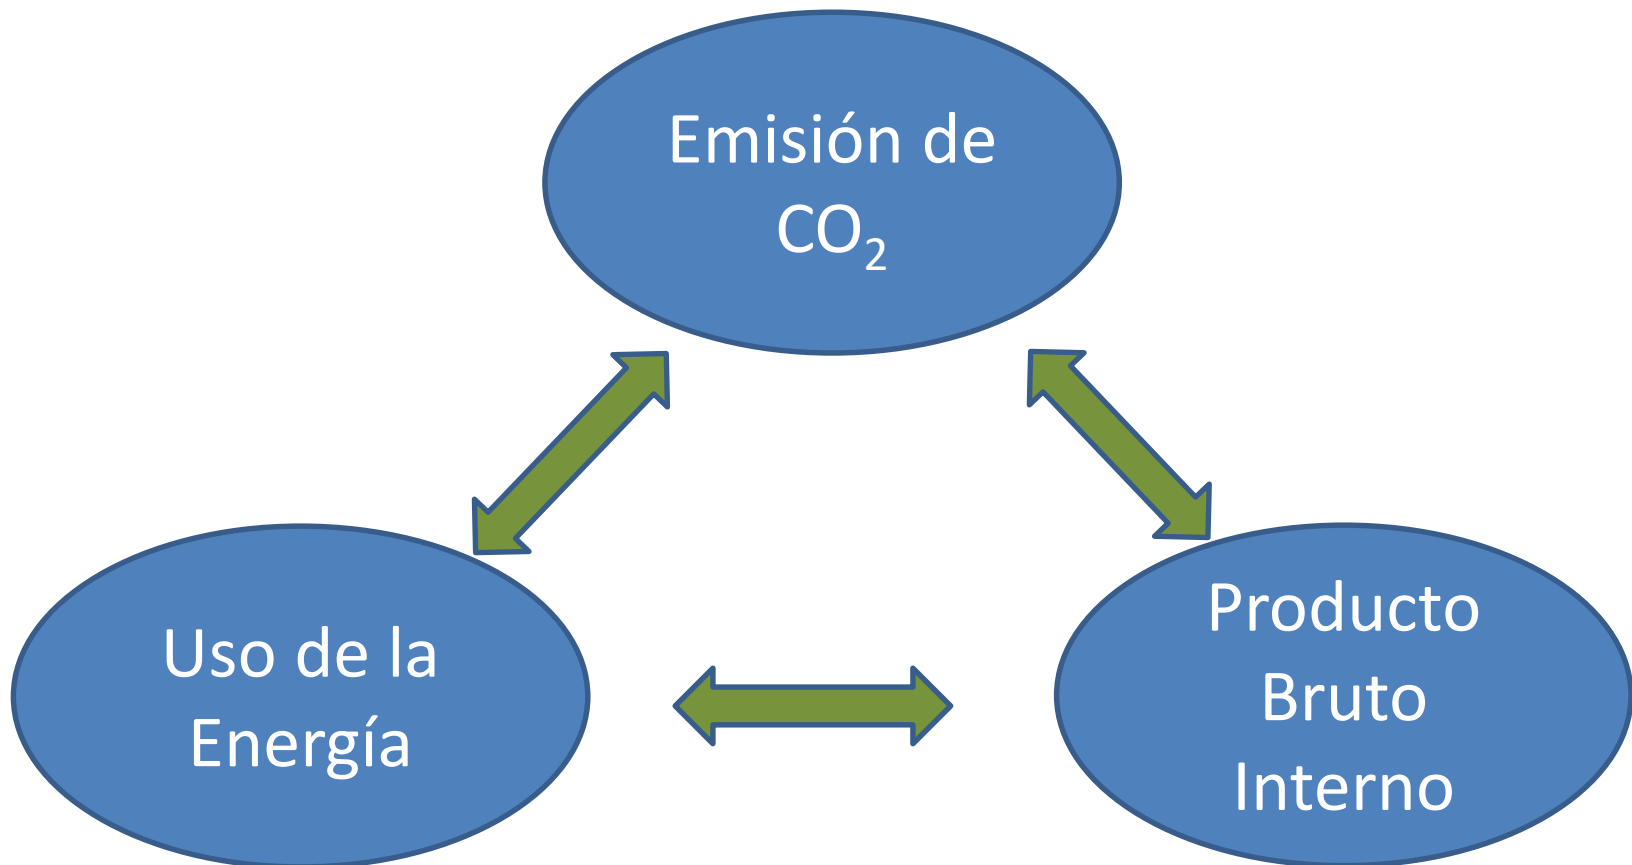 Emisión de
CO₂
Uso de la
Energía
Producto
Bruto
Interno